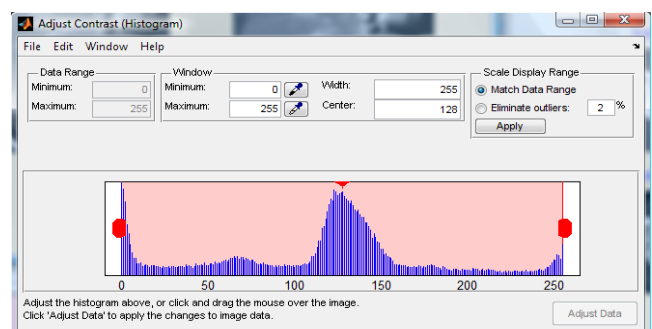 Adjust Contrast (Histogram)
File Edit Window Help
Data Range
Minimum: 0
Maximum: 255
Window
Minimum: 0
Maximum: 255
Width: 255
Center: 128
Scale Display Range
Match Data Range
Eliminate outliers: 2 %
Apply
0 50 100 150 200 250
Adjust the histogram above, or click and drag the mouse over the image.
Click 'Adjust Data' to apply the changes to image data.
Adjust Data